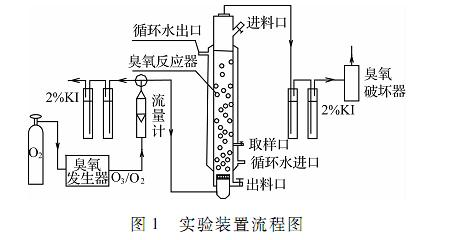 循环水出口
进料口
臭氧反应器
臭氧
破坏器
2%KI
流量计
2%KI
取样口
循环水进口
O₂
臭氧
发生器
O₃/O₂
出料口
图 1 实验装置流程图